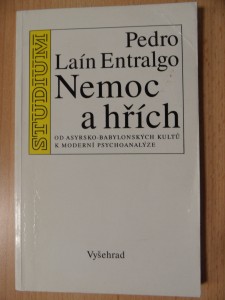 STUDIUM
Pedro
Laín Entralgo
Nemoc
a hřích
OD ASYRSKO-BABYLONSKÝCH KULTŮ
K MODERNÍ PSYCHOANALÝZE
Vyšehrad